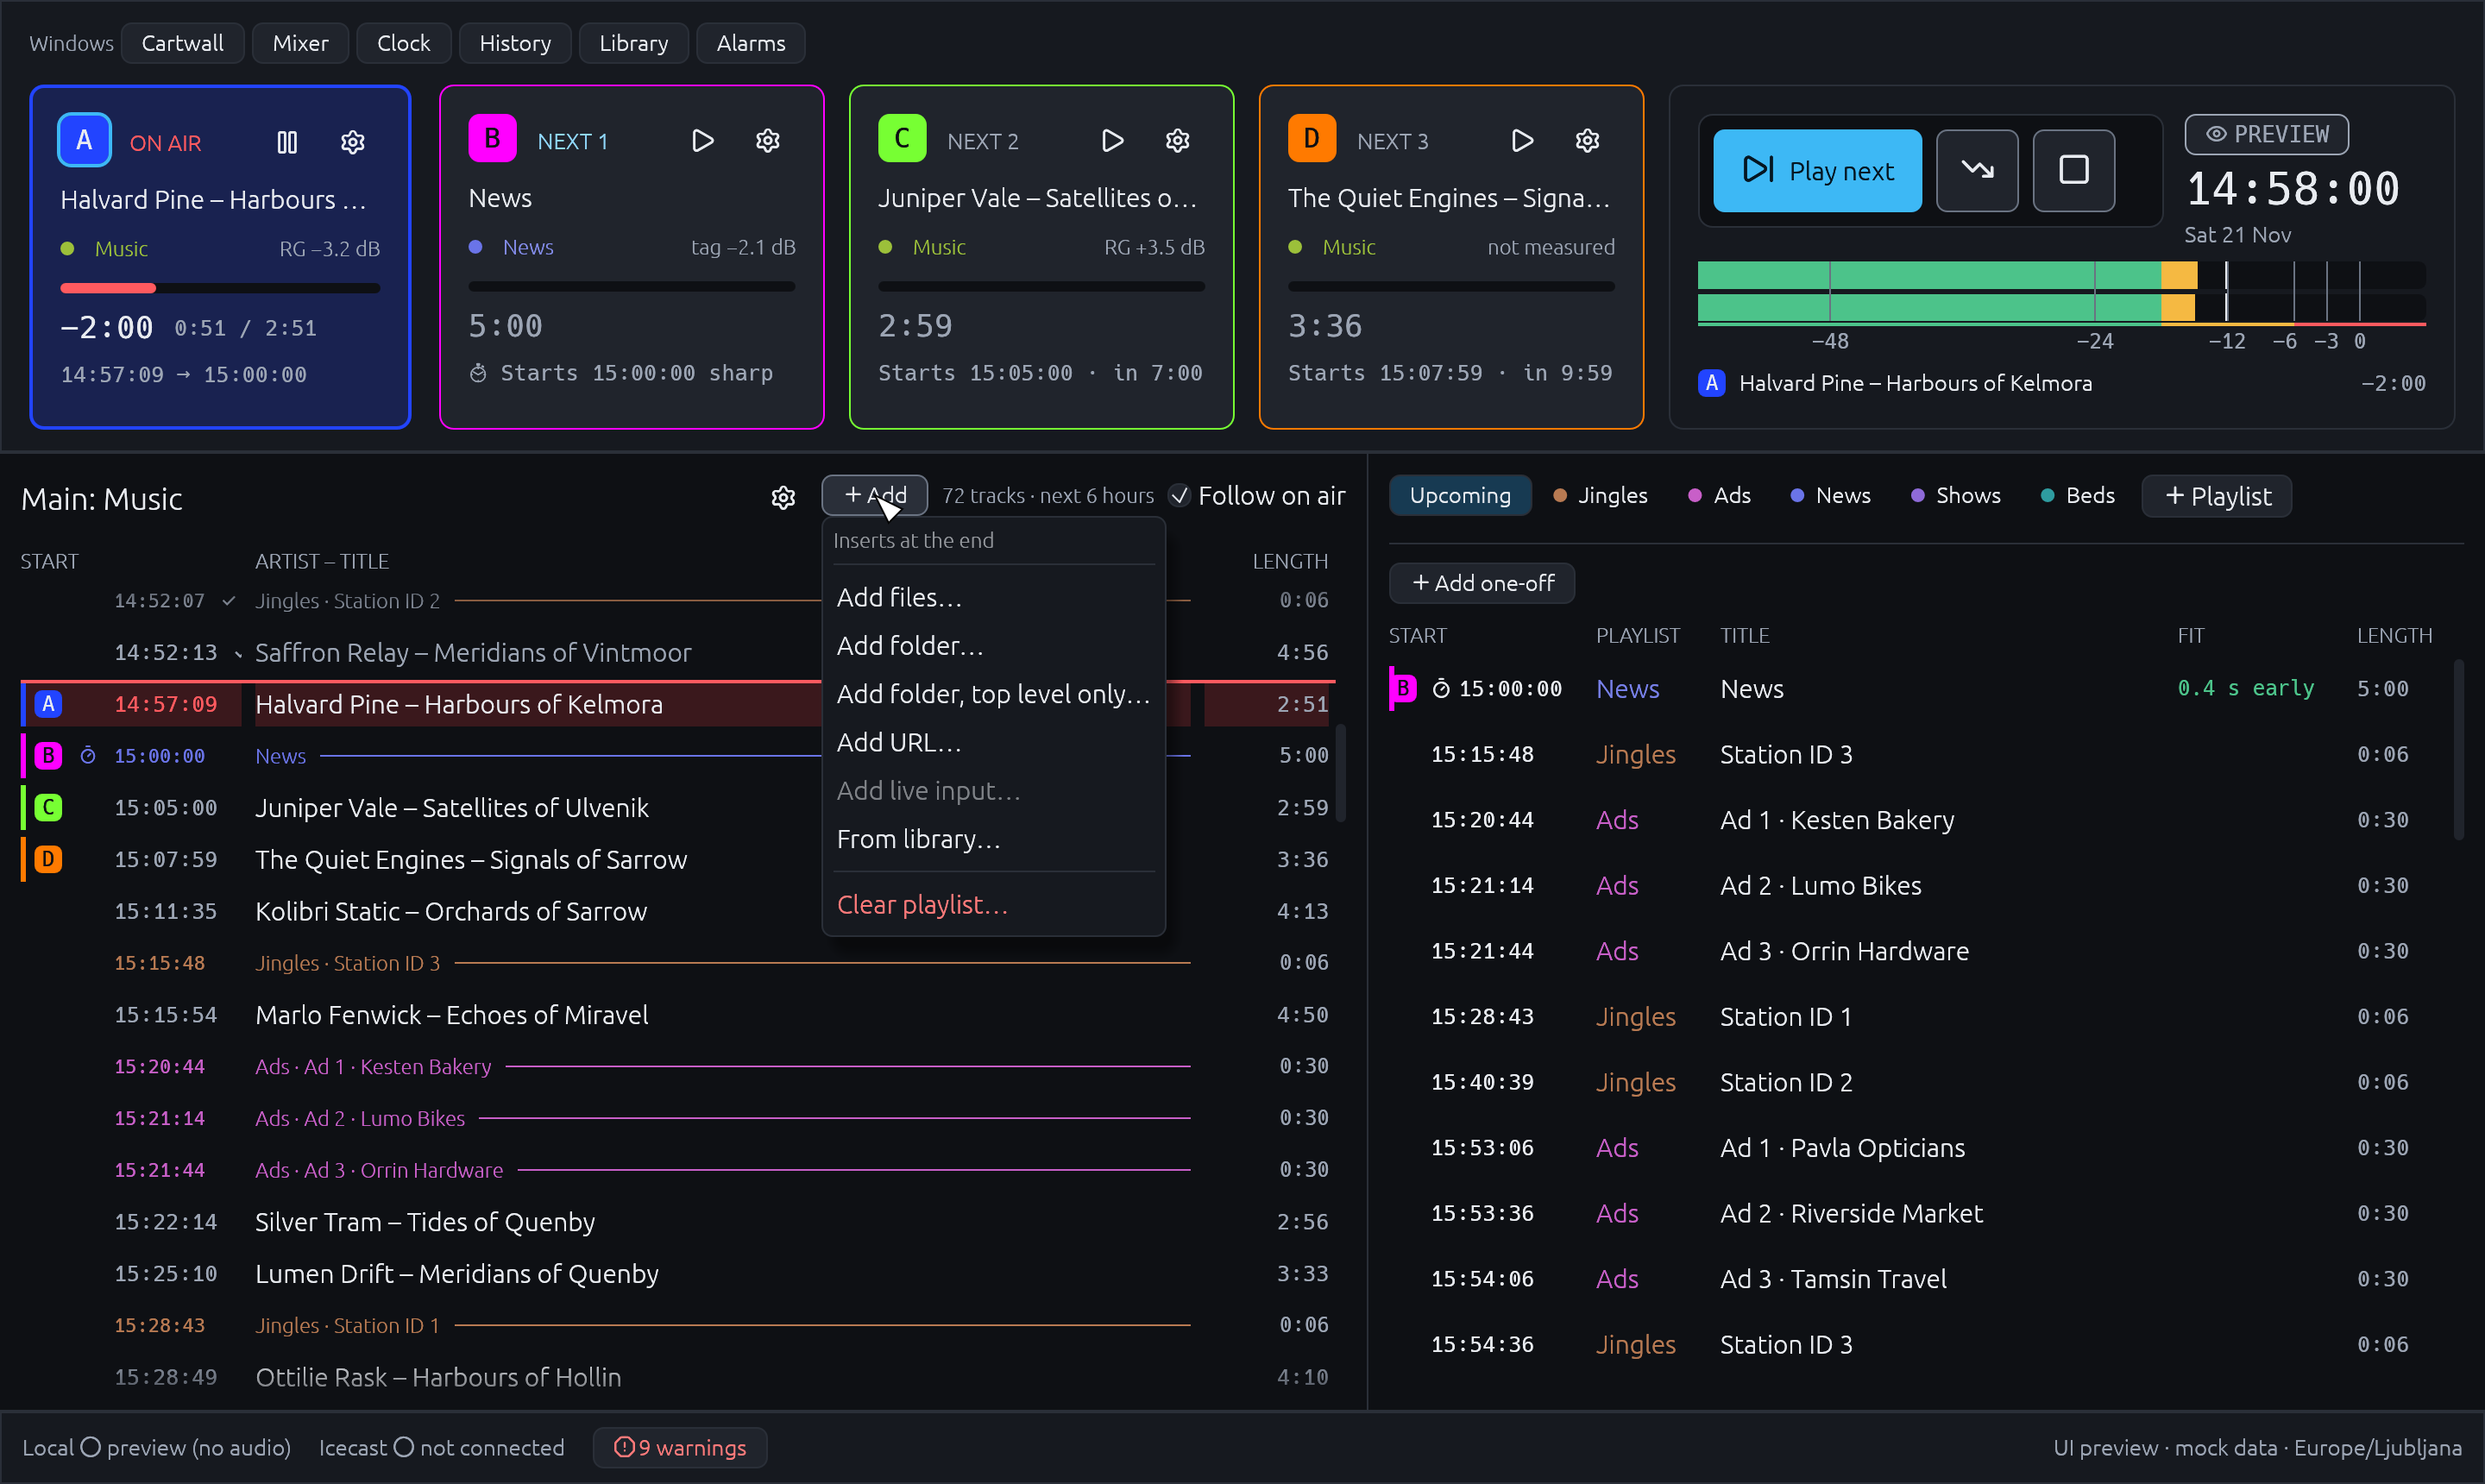 Windows Cartwall Mixer Clock History Library Alarms
A ON AIR
Halvard Pine – Harbours …
Music RG −3.2 dB
−2:00 0:51 / 2:51
14:57:09 → 15:00:00
B NEXT 1
News
News tag −2.1 dB
5:00
Starts 15:00:00 sharp
C NEXT 2
Juniper Vale – Satellites o…
Music RG +3.5 dB
2:59
Starts 15:05:00 · in 7:00
D NEXT 3
The Quiet Engines – Signa…
Music not measured
3:36
Starts 15:07:59 · in 9:59
Play next
PREVIEW
14:58:00
Sat 21 Nov
−48 −24 −12 −6 −3 0
A Halvard Pine – Harbours of Kelmora −2:00
Main: Music
+ Add 72 tracks · next 6 hours Follow on air
START ARTIST – TITLE LENGTH
14:52:07 Jingles · Station ID 2 0:06
14:52:13 Saffron Relay – Meridians of Vintmoor 4:56
A 14:57:09 Halvard Pine – Harbours of Kelmora 2:51
B 15:00:00 News 5:00
C 15:05:00 Juniper Vale – Satellites of Ulvenik 2:59
D 15:07:59 The Quiet Engines – Signals of Sarrow 3:36
15:11:35 Kolibri Static – Orchards of Sarrow 4:13
15:15:48 Jingles · Station ID 3 0:06
15:15:54 Marlo Fenwick – Echoes of Miravel 4:50
15:20:44 Ads · Ad 1 · Kesten Bakery 0:30
15:21:14 Ads · Ad 2 · Lumo Bikes 0:30
15:21:44 Ads · Ad 3 · Orrin Hardware 0:30
15:22:14 Silver Tram – Tides of Quenby 2:56
15:25:10 Lumen Drift – Meridians of Quenby 3:33
15:28:43 Jingles · Station ID 1 0:06
15:28:49 Ottilie Rask – Harbours of Hollin 4:10
Inserts at the end
Add files…
Add folder…
Add folder, top level only…
Add URL…
Add live input…
From library…
Clear playlist…
Upcoming Jingles Ads News Shows Beds + Playlist
+ Add one-off
START PLAYLIST TITLE FIT LENGTH
B 15:00:00 News News 0.4 s early 5:00
15:15:48 Jingles Station ID 3 0:06
15:20:44 Ads Ad 1 · Kesten Bakery 0:30
15:21:14 Ads Ad 2 · Lumo Bikes 0:30
15:21:44 Ads Ad 3 · Orrin Hardware 0:30
15:28:43 Jingles Station ID 1 0:06
15:40:39 Jingles Station ID 2 0:06
15:53:06 Ads Ad 1 · Pavla Opticians 0:30
15:53:36 Ads Ad 2 · Riverside Market 0:30
15:54:06 Ads Ad 3 · Tamsin Travel 0:30
15:54:36 Jingles Station ID 3 0:06
Local preview (no audio) Icecast not connected 9 warnings
UI preview · mock data · Europe/Ljubljana